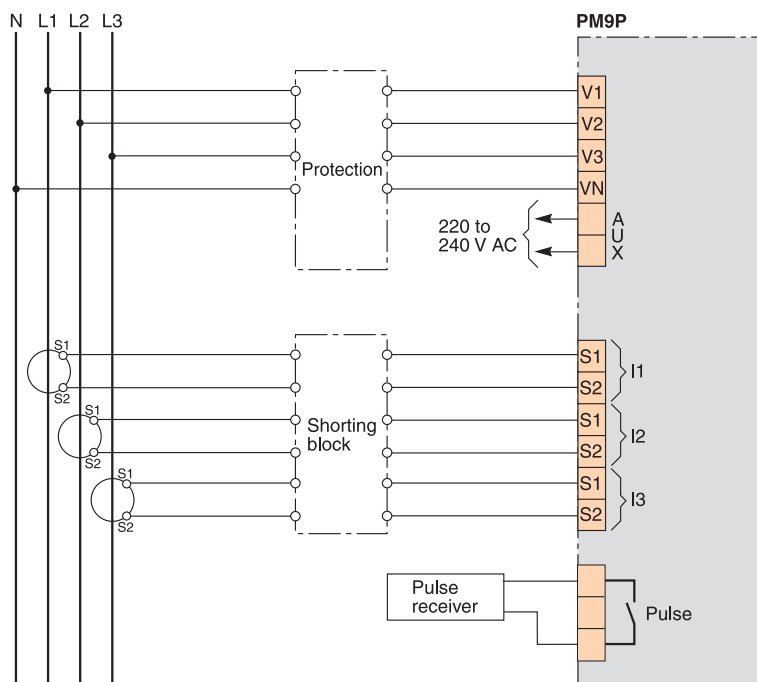 N L1 L2 L3
PM9P
V1
V2
V3
VN
Protection
220 to
240 V AC
A
U
X
S1
S2
S1
S2
S1
S2
Shorting
block
S1
S2
I1
S1
S2
I2
S1
S2
I3
Pulse
receiver
Pulse